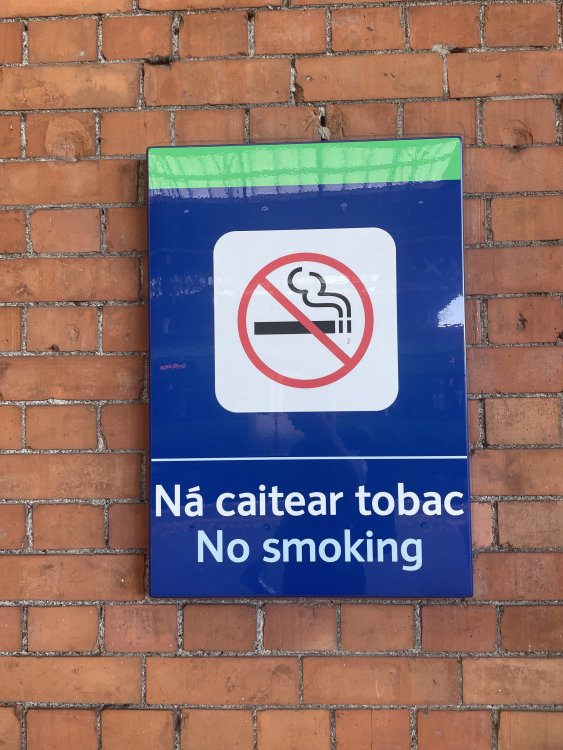 Ná caitear tobac
No smoking